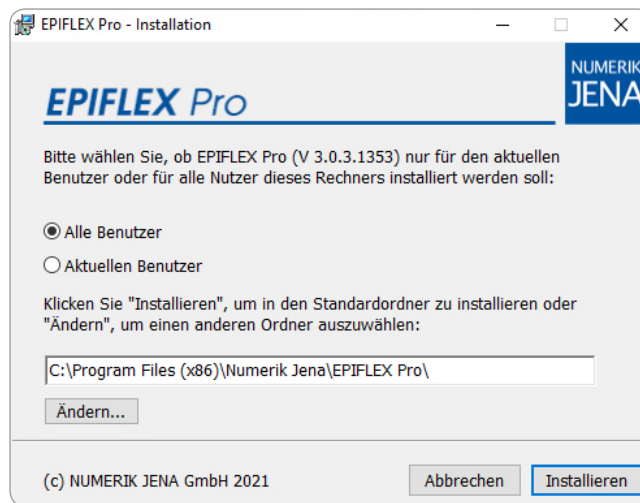 EPIFLEX Pro - Installation
NUMERIK
JENA
EPIFLEX Pro
Bitte wählen Sie, ob EPIFLEX Pro (V 3.0.3.1353) nur für den aktuellen
Benutzer oder für alle Nutzer dieses Rechners installiert werden soll:
Alle Benutzer
Aktuellen Benutzer
Klicken Sie "Installieren", um in den Standardordner zu installieren oder
"Ändern", um einen anderen Ordner auszuwählen:
C:\Program Files (x86)\Numerik Jena\EPIFLEX Pro\
Ändern...
(c) NUMERIK JENA GmbH 2021
Abbrechen
Installieren